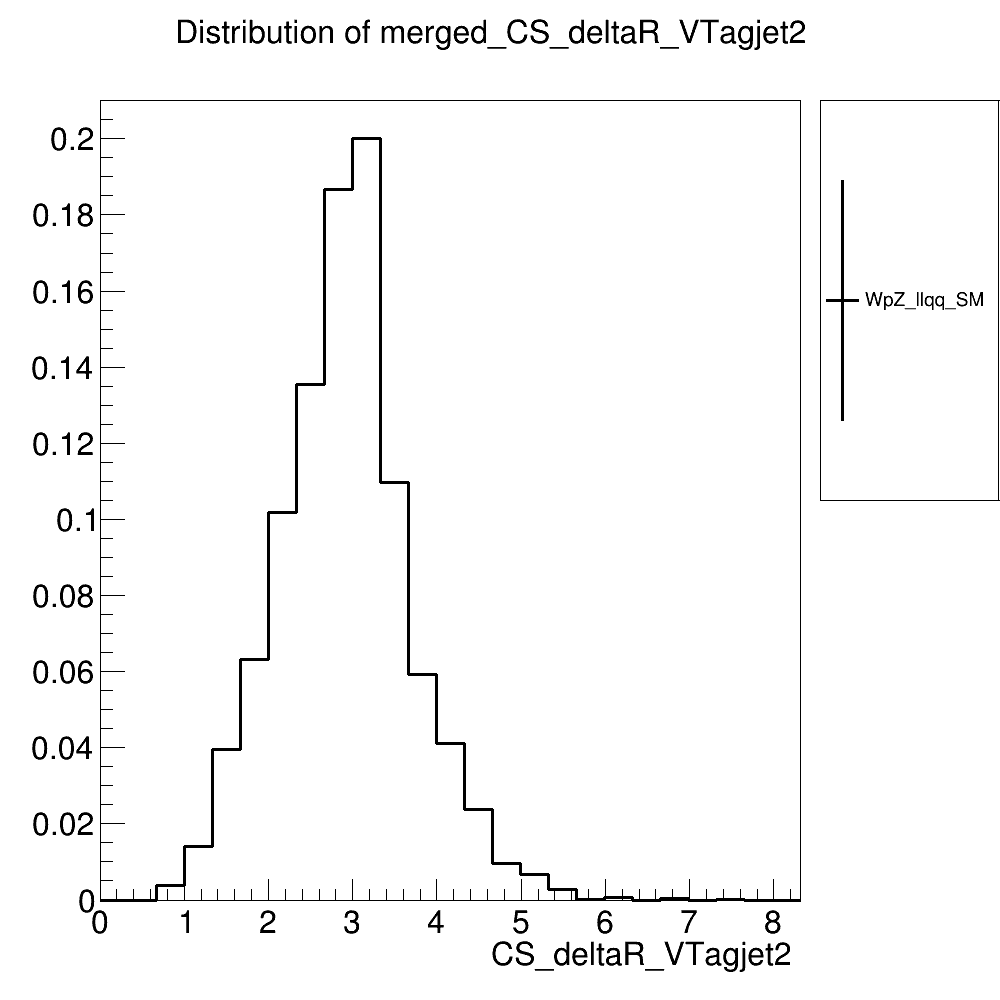 Distribution of merged_CS_deltaR_VTagjet2
0.2
0.18
0.16
0.14
0.12
0.1
0.08
0.06
0.04
0.02
0
0 1 2 3 4 5 6 7 8
CS_deltaR_VTagjet2
WpZ_llqq_SM